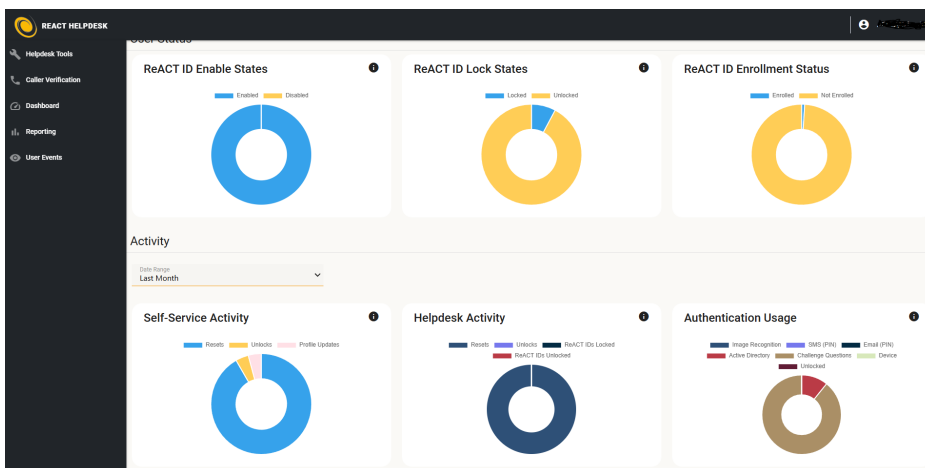 REACT HELPDESK
Helpdesk Tools
Caller Verification
Dashboard
Reporting
User Events
User Status
ReACT ID Enable States
Enabled Disabled
ReACT ID Lock States
Locked Unlocked
ReACT ID Enrollment Status
Enrolled Not Enrolled
Activity
Date Range
Last Month
Self-Service Activity
Resets Unlocks Profile Updates
Helpdesk Activity
Resets Unlocks ReACT IDs Locked
ReACT IDs Unlocked
Authentication Usage
Image Recognition SMS (PIN) Email (PIN)
Active Directory Challenge Questions Device
Unlocked